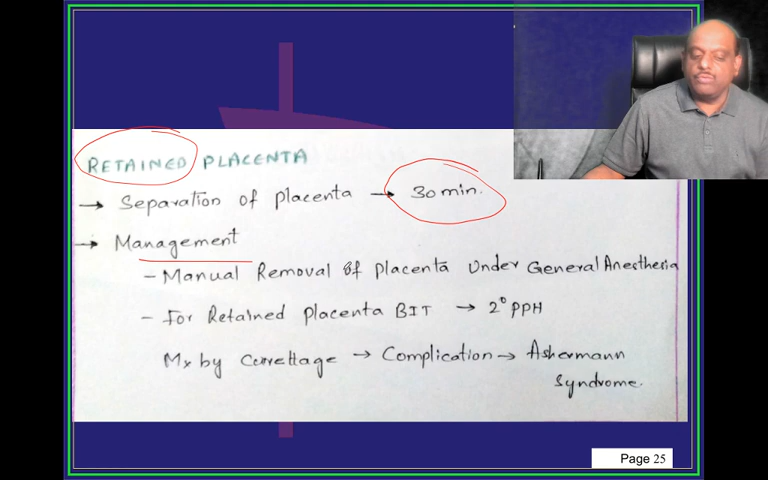 RETAINED PLACENTA
→ Separation of placenta → 30 min.
→ Management
- Manual Removal of placenta Under General Anesthesia
- For Retained Placenta BIT → 2° PPH
Mx by Currettage → Complication → Ashermann
Syndrome.
Page 25